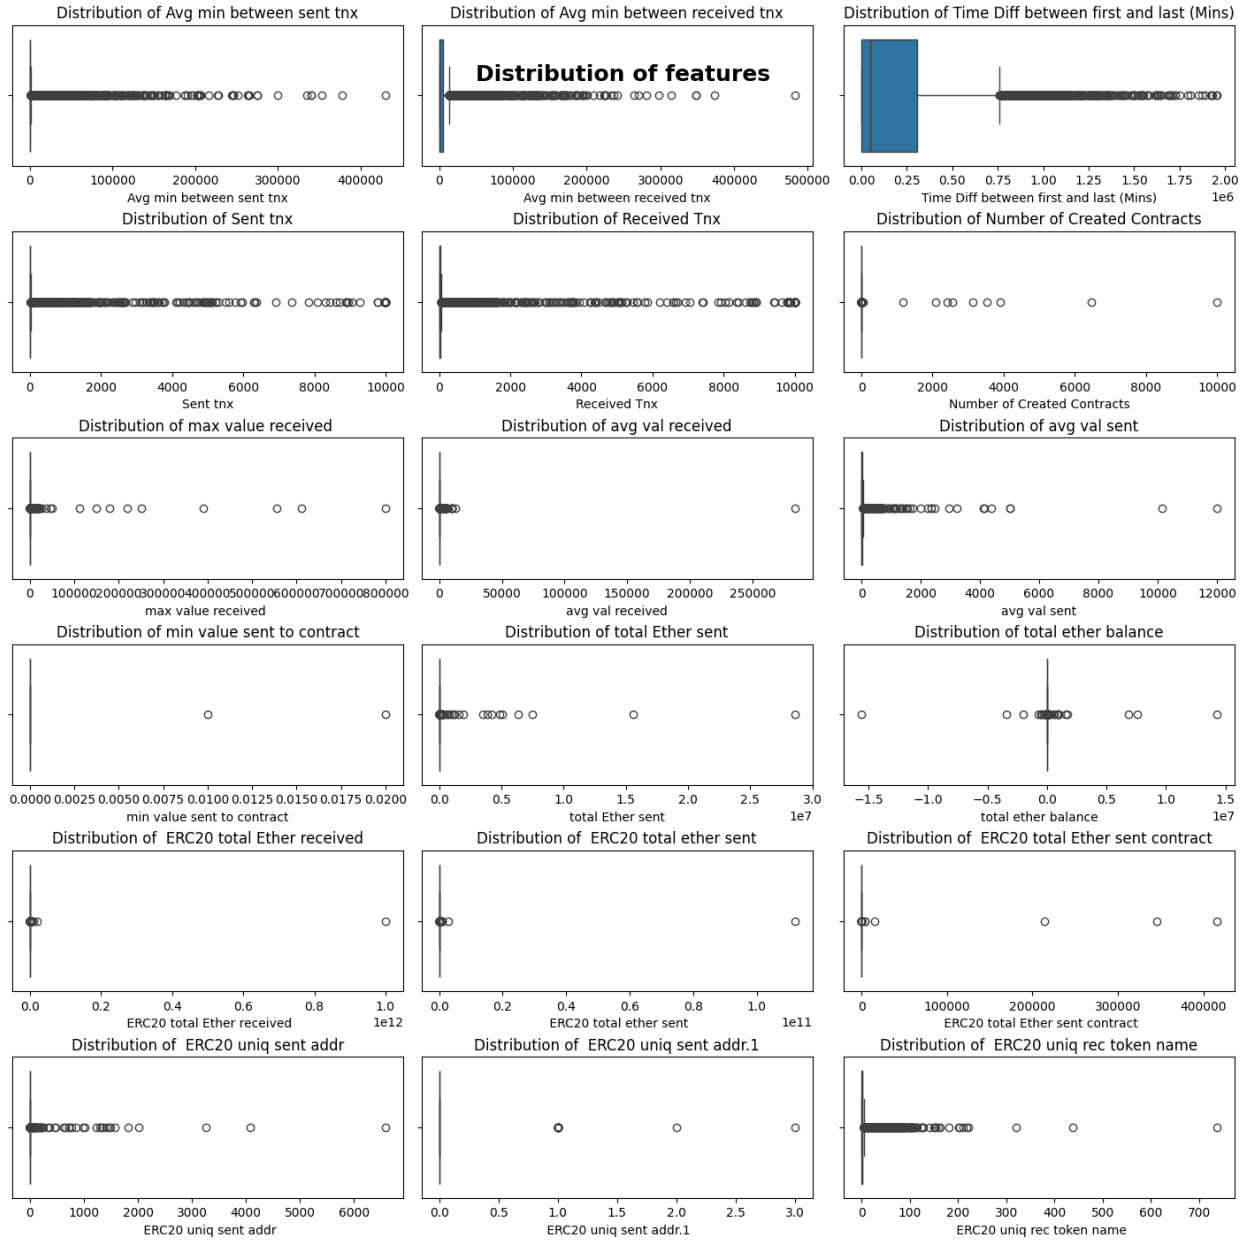 Distribution of Avg min between sent tnx
Distribution of Avg min between received tnx
Distribution of Time Diff between first and last (Mins)
Distribution of features
0 100000 200000 300000 400000
Avg min between sent tnx
0 100000 200000 300000 400000 500000
Avg min between received tnx
0.00 0.25 0.50 0.75 1.00 1.25 1.50 1.75 2.00
1e6
Time Diff between first and last (Mins)
Distribution of Sent tnx
Distribution of Received Tnx
Distribution of Number of Created Contracts
0 2000 4000 6000 8000 10000
Sent tnx
0 2000 4000 6000 8000 10000
Received Tnx
0 2000 4000 6000 8000 10000
Number of Created Contracts
Distribution of max value received
Distribution of avg val received
Distribution of avg val sent
0 100000 200000 300000 400000 500000 600000 700000 800000
max value received
0 50000 100000 150000 200000 250000
avg val received
0 2000 4000 6000 8000 10000 12000
avg val sent
Distribution of min value sent to contract
Distribution of total Ether sent
Distribution of total ether balance
0.0000 0.0025 0.0050 0.0075 0.0100 0.0125 0.0150 0.0175 0.0200
min value sent to contract
0.0 0.5 1.0 1.5 2.0 2.5 3.0
1e7
total Ether sent
−1.5 −1.0 −0.5 0.0 0.5 1.0 1.5
1e7
total ether balance
Distribution of  ERC20 total Ether received
Distribution of  ERC20 total ether sent
Distribution of  ERC20 total Ether sent contract
0.0 0.2 0.4 0.6 0.8 1.0
1e12
ERC20 total Ether received
0.0 0.2 0.4 0.6 0.8 1.0
1e11
ERC20 total ether sent
0 100000 200000 300000 400000
ERC20 total Ether sent contract
Distribution of  ERC20 uniq sent addr
Distribution of  ERC20 uniq sent addr.1
Distribution of  ERC20 uniq rec token name
0 1000 2000 3000 4000 5000 6000
ERC20 uniq sent addr
0.0 0.5 1.0 1.5 2.0 2.5 3.0
ERC20 uniq sent addr.1
0 100 200 300 400 500 600 700
ERC20 uniq rec token name